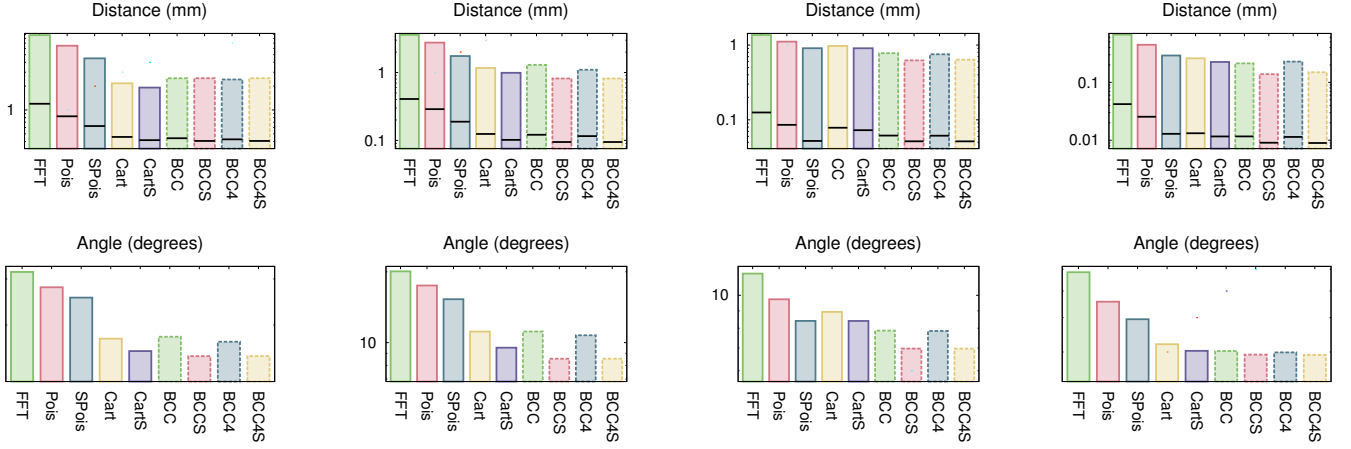 Distance (mm) Distance (mm) Distance (mm) Distance (mm)
1
1
0.1
1
0.1
0.1
0.01
FFT Pois SPois Cart CartS BCC BCCS BCC4 BCC4S
FFT Pois SPois Cart CartS BCC BCCS BCC4 BCC4S
FFT Pois SPois CC CartS BCC BCCS BCC4 BCC4S
FFT Pois SPois Cart CartS BCC BCCS BCC4 BCC4S
Angle (degrees) Angle (degrees) Angle (degrees) Angle (degrees)
10
10
FFT Pois SPois Cart CartS BCC BCCS BCC4 BCC4S
FFT Pois SPois Cart CartS BCC BCCS BCC4 BCC4S
FFT Pois SPois Cart CartS BCC BCCS BCC4 BCC4S
FFT Pois SPois Cart CartS BCC BCCS BCC4 BCC4S